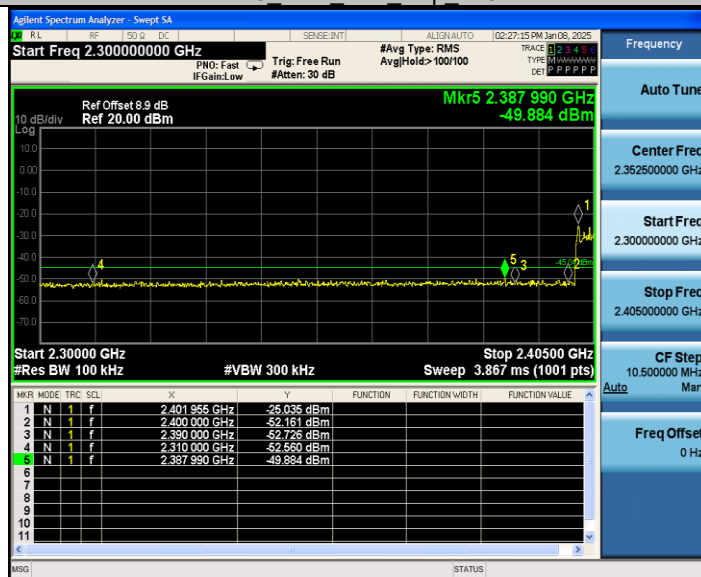 Agilent Spectrum Analyzer - Swept SA
RL RF 50 Ω DC SENSE:INT ALIGN AUTO 02:27:15 PM Jan 08, 2025
Start Freq 2.300000000 GHz
PNO: Fast
IFGain:Low
Trig: Free Run
#Atten: 30 dB
#Avg Type: RMS
Avg|Hold:>100/100
TRACE 1 2 3 4 5 6
TYPE M W W W W W
DET P P P P P P
Frequency
Auto Tune
Center Freq
2.352500000 GHz
Start Freq
2.300000000 GHz
Stop Freq
2.405000000 GHz
CF Step
10.500000 MHz
Auto Man
Freq Offset
0 Hz
Mkr5 2.387 990 GHz
-49.884 dBm
Ref Offset 8.9 dB
10 dB/div Ref 20.00 dBm
Log
10.0
0.00
-10.0
-20.0
-30.0
-40.0
-50.0
-60.0
-70.0
1
2
3
4
5
Start 2.30000 GHz Stop 2.40500 GHz
#Res BW 100 kHz #VBW 300 kHz Sweep 3.867 ms (1001 pts)
MKR MODE TRC SCL X Y FUNCTION FUNCTION WIDTH FUNCTION VALUE
1 N 1 f 2.401 955 GHz -25.035 dBm
2 N 1 f 2.400 000 GHz -52.161 dBm
3 N 1 f 2.390 000 GHz -52.726 dBm
4 N 1 f 2.310 000 GHz -52.560 dBm
5 N 1 f 2.387 990 GHz -49.884 dBm
6
7
8
9
10
11
MSG STATUS